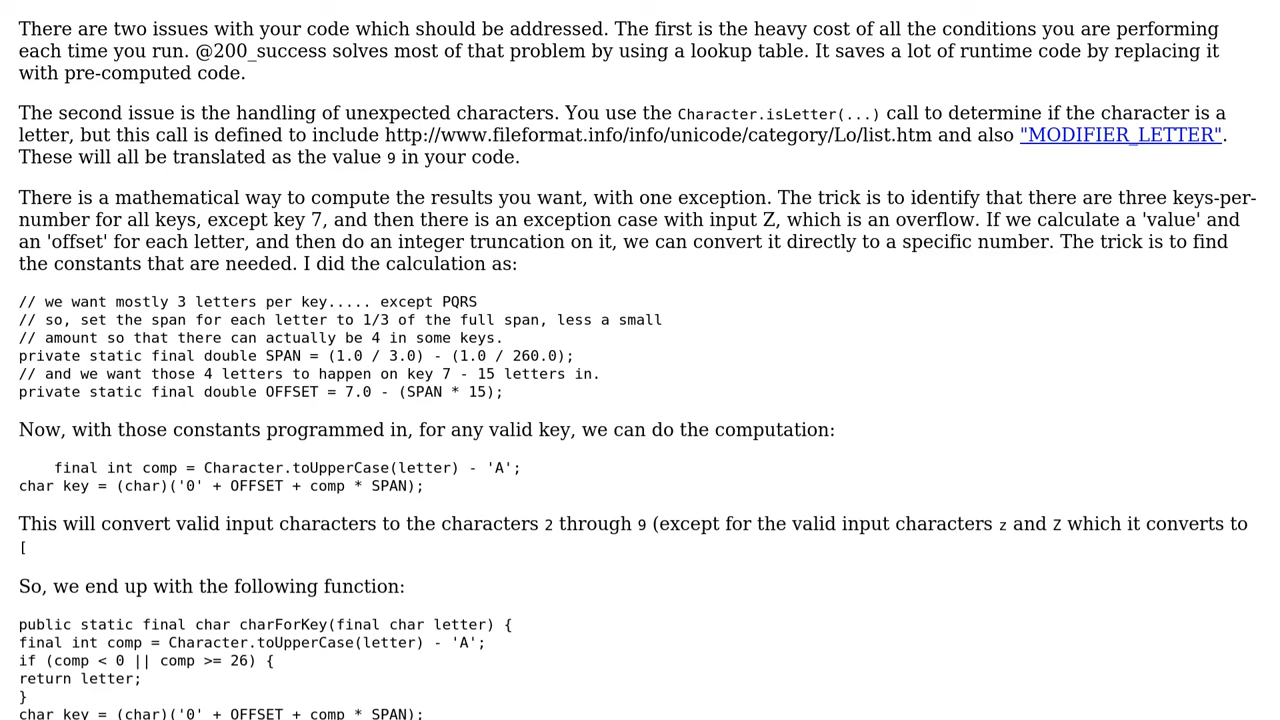 There are two issues with your code which should be addressed. The first is the heavy cost of all the conditions you are performing
each time you run. @200_success solves most of that problem by using a lookup table. It saves a lot of runtime code by replacing it
with pre-computed code.
The second issue is the handling of unexpected characters. You use the Character.isLetter(...) call to determine if the character is a
letter, but this call is defined to include http://www.fileformat.info/info/unicode/category/Lo/list.htm and also "MODIFIER_LETTER".
These will all be translated as the value 9 in your code.
There is a mathematical way to compute the results you want, with one exception. The trick is to identify that there are three keys-per-
number for all keys, except key 7, and then there is an exception case with input Z, which is an overflow. If we calculate a 'value' and
an 'offset' for each letter, and then do an integer truncation on it, we can convert it directly to a specific number. The trick is to find
the constants that are needed. I did the calculation as:
// we want mostly 3 letters per key..... except PQRS
// so, set the span for each letter to 1/3 of the full span, less a small
// amount so that there can actually be 4 in some keys.
private static final double SPAN = (1.0 / 3.0) - (1.0 / 260.0);
// and we want those 4 letters to happen on key 7 - 15 letters in.
private static final double OFFSET = 7.0 - (SPAN * 15);
Now, with those constants programmed in, for any valid key, we can do the computation:
final int comp = Character.toUpperCase(letter) - 'A';
char key = (char)('0' + OFFSET + comp * SPAN);
This will convert valid input characters to the characters 2 through 9 (except for the valid input characters z and Z which it converts to
[
So, we end up with the following function:
public static final char charForKey(final char letter) {
final int comp = Character.toUpperCase(letter) - 'A';
if (comp < 0 || comp >= 26) {
return letter;
}
char key = (char)('0' + OFFSET + comp * SPAN);